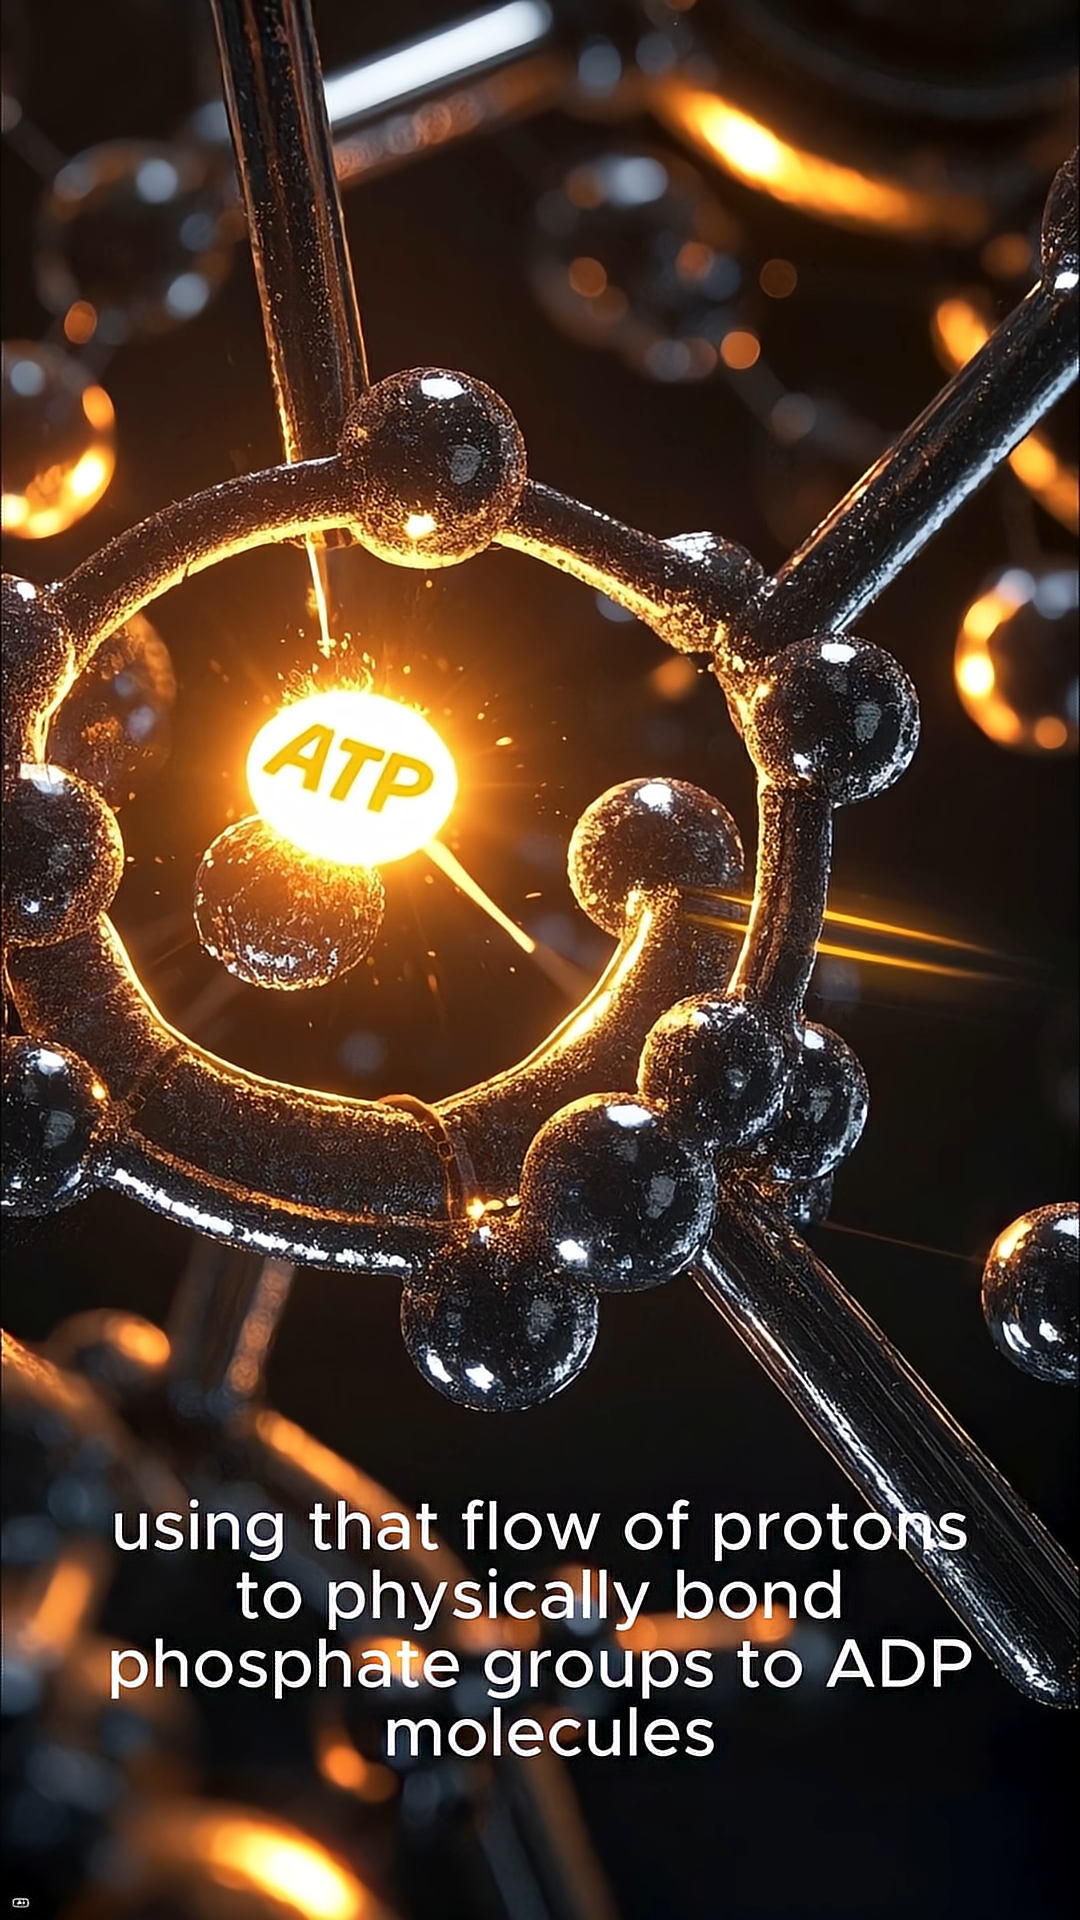 ATP
using that flow of protons
to physically bond
phosphate groups to ADP
molecules